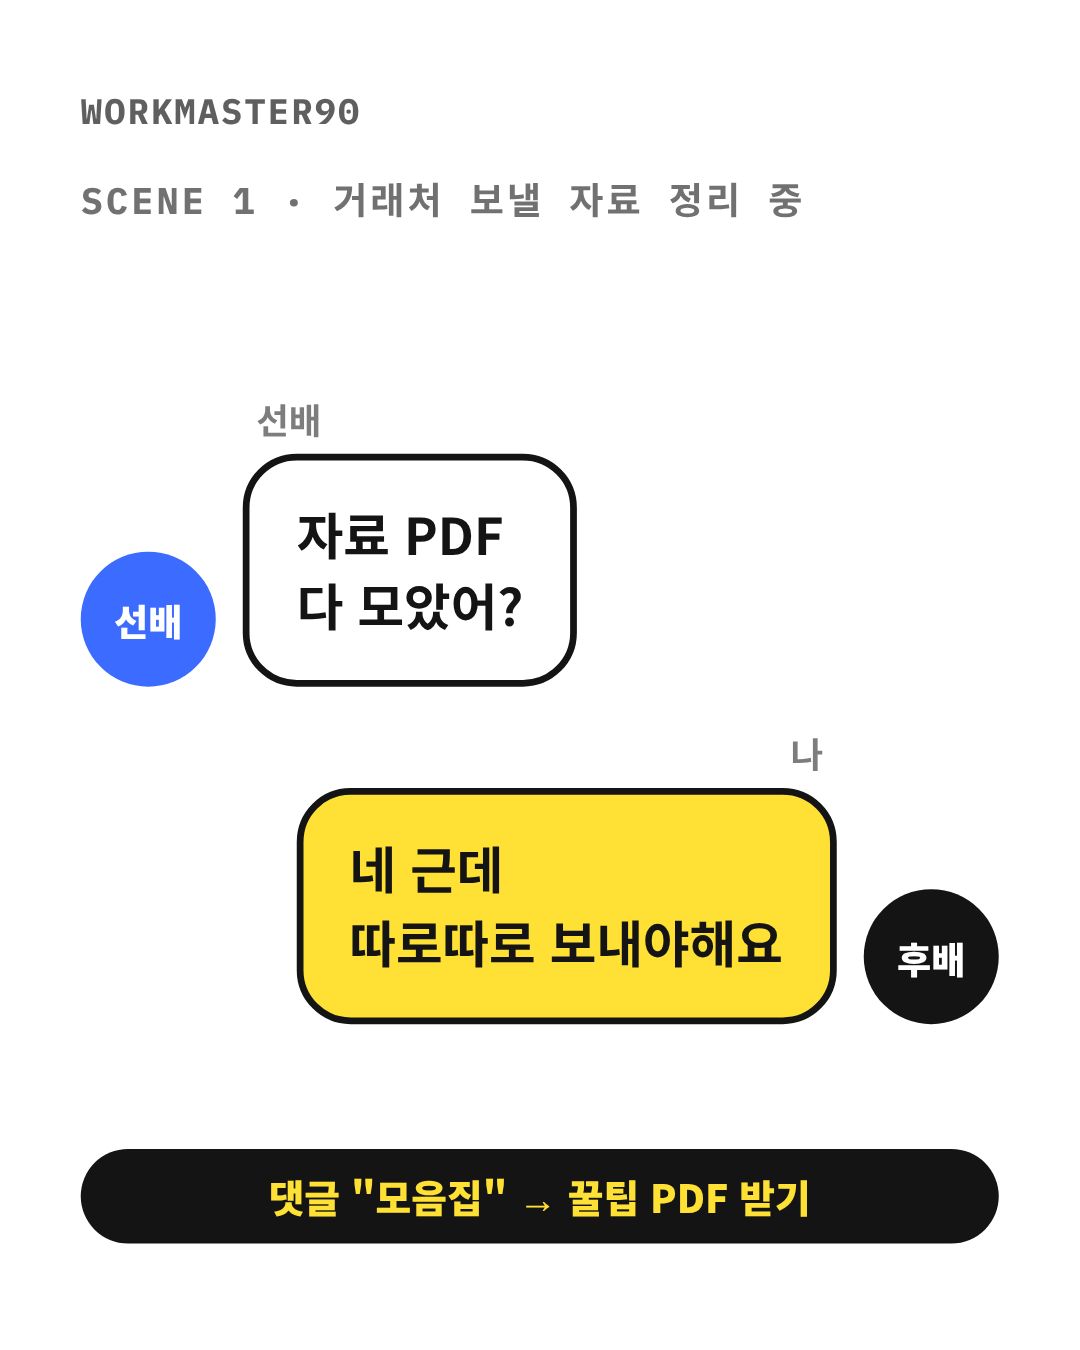 WORKMASTER90
SCENE 1 · 거래처 보낼 자료 정리 중
선배
자료 PDF
다 모았어?
선배
나
네 근데
따로따로 보내야해요
후배
댓글 "모음집" → 꿀팁 PDF 받기